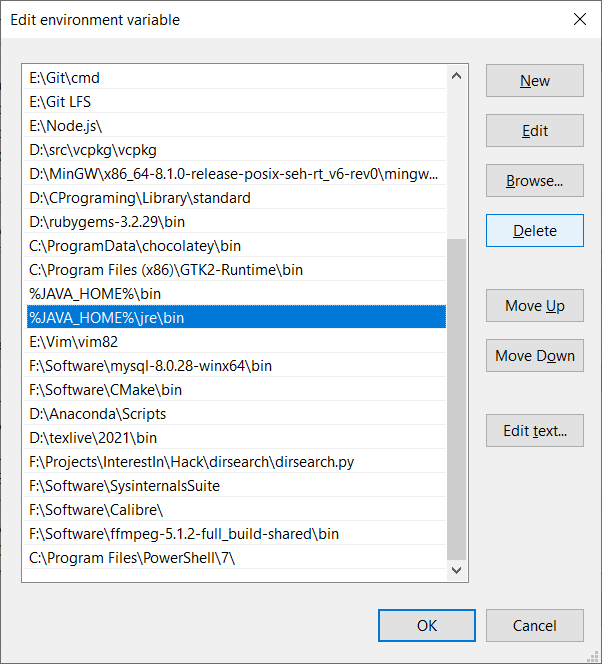 Edit environment variable
E:\Git\cmd
E:\Git LFS
E:\Node.js\
D:\src\vcpkg\vcpkg
D:\MinGW\x86_64-8.1.0-release-posix-seh-rt_v6-rev0\mingw...
D:\CPrograming\Library\standard
D:\rubygems-3.2.29\bin
C:\ProgramData\chocolatey\bin
C:\Program Files (x86)\GTK2-Runtime\bin
%JAVA_HOME%\bin
%JAVA_HOME%\jre\bin
E:\Vim\vim82
F:\Software\mysql-8.0.28-winx64\bin
F:\Software\CMake\bin
D:\Anaconda\Scripts
D:\texlive\2021\bin
F:\Projects\InterestIn\Hack\dirsearch\dirsearch.py
F:\Software\SysinternalsSuite
F:\Software\Calibre\
F:\Software\ffmpeg-5.1.2-full_build-shared\bin
C:\Program Files\PowerShell\7\
New
Edit
Browse...
Delete
Move Up
Move Down
Edit text...
OK
Cancel